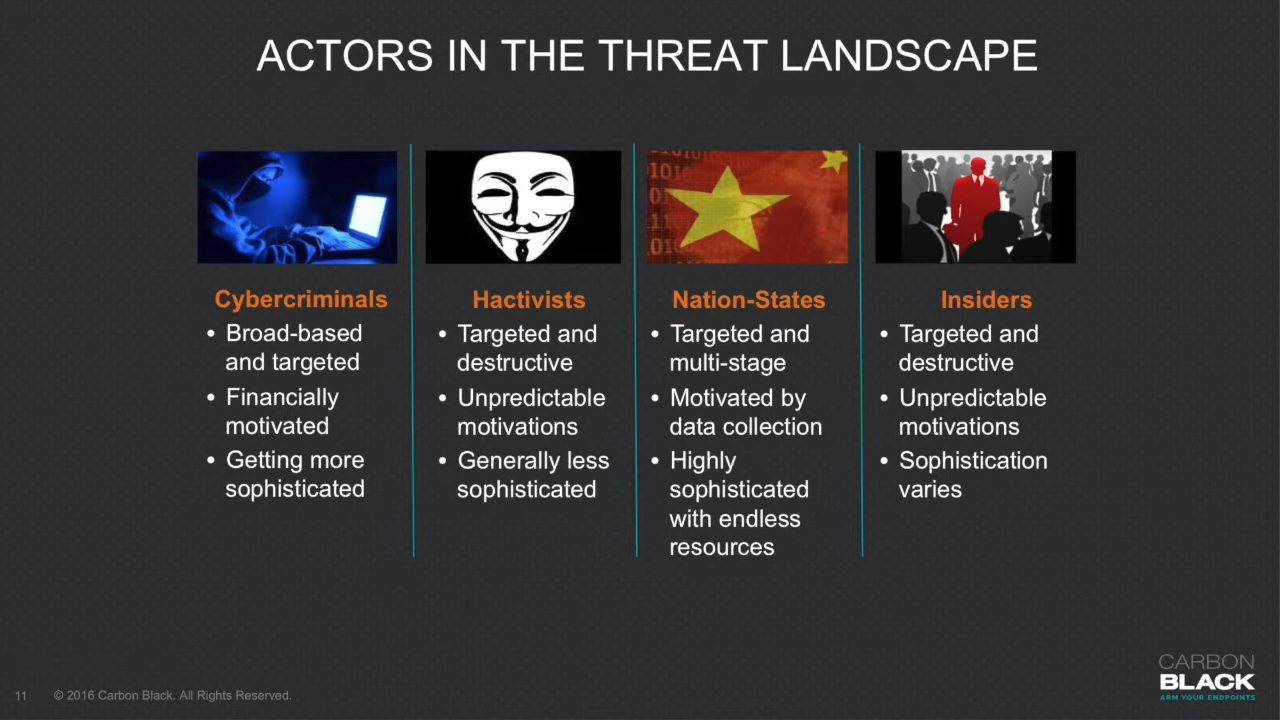 ACTORS IN THE THREAT LANDSCAPE
Cybercriminals
• Broad-based
and targeted
• Financially
motivated
• Getting more
sophisticated
Hactivists
• Targeted and
destructive
• Unpredictable
motivations
• Generally less
sophisticated
Nation-States
• Targeted and
multi-stage
• Motivated by
data collection
• Highly
sophisticated
with endless
resources
Insiders
• Targeted and
destructive
• Unpredictable
motivations
• Sophistication
varies
11 © 2016 Carbon Black. All Rights Reserved.
CARBON
BLACK
ARM YOUR ENDPOINTS